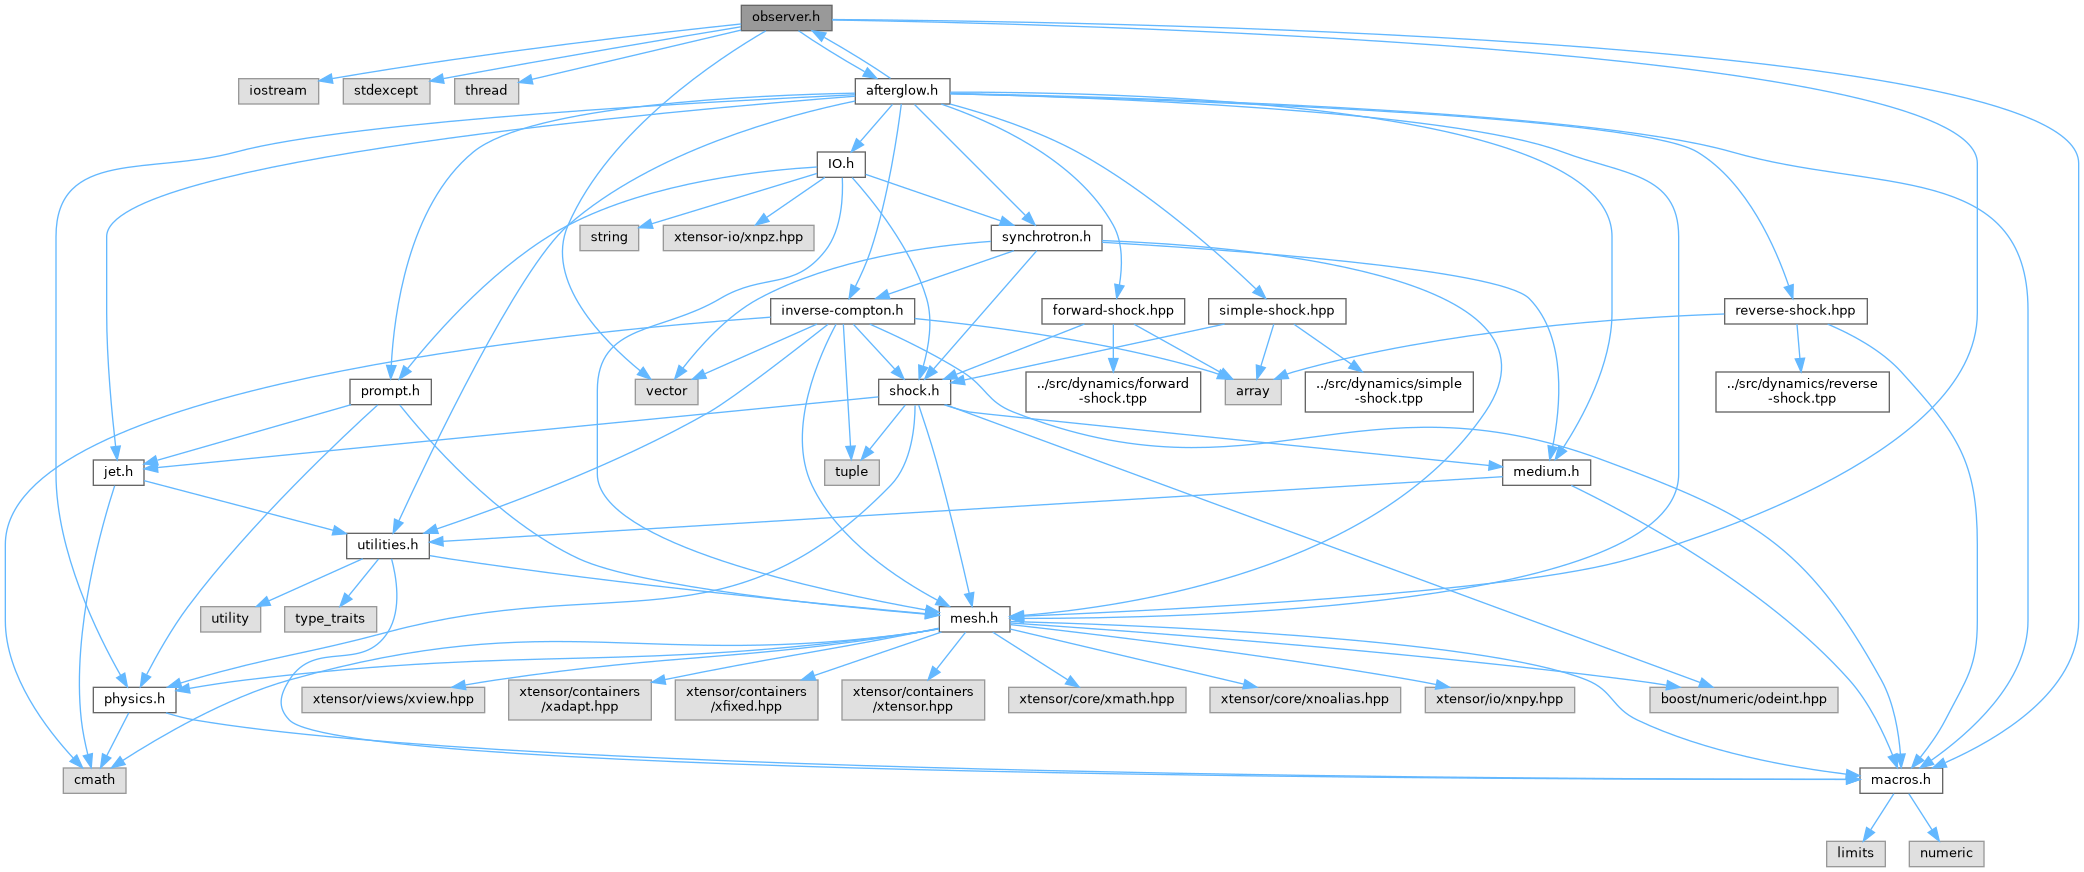 observer.h
iostream
stdexcept
thread
afterglow.h
IO.h
string
xtensor-io/xnpz.hpp
synchrotron.h
inverse-compton.h
forward-shock.hpp
simple-shock.hpp
reverse-shock.hpp
prompt.h
vector
shock.h
../src/dynamics/forward
-shock.tpp
array
../src/dynamics/simple
-shock.tpp
../src/dynamics/reverse
-shock.tpp
jet.h
tuple
medium.h
utilities.h
utility
type_traits
mesh.h
physics.h
xtensor/views/xview.hpp
xtensor/containers
/xadapt.hpp
xtensor/containers
/xfixed.hpp
xtensor/containers
/xtensor.hpp
xtensor/core/xmath.hpp
xtensor/core/xnoalias.hpp
xtensor/io/xnpy.hpp
boost/numeric/odeint.hpp
cmath
macros.h
limits
numeric